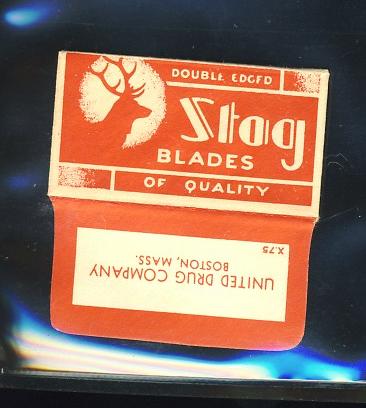 DOUBLE EDGED
Stag
BLADES
OF QUALITY
UNITED DRUG COMPANY
BOSTON, MASS.
X.75